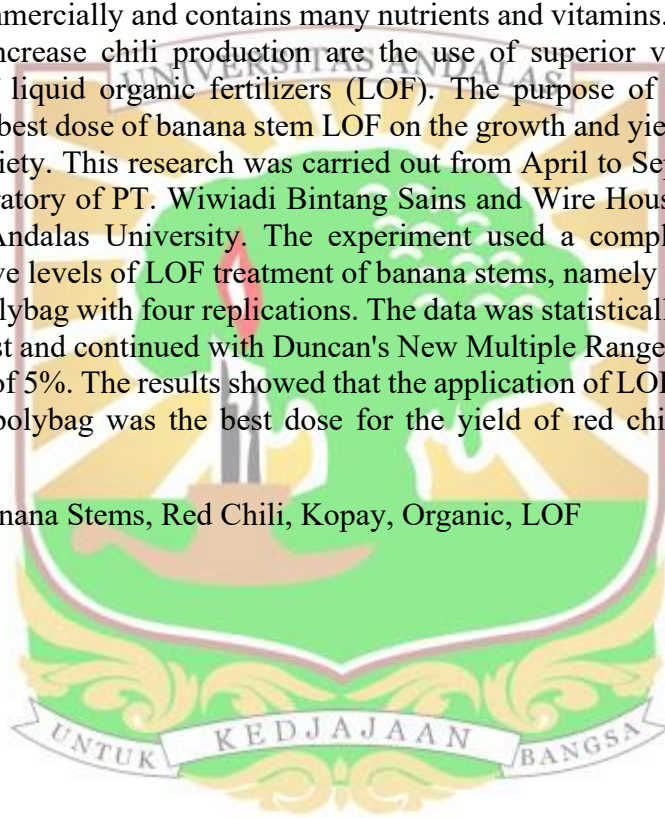 mmercially and contains many nutrients and vitamins.
ncrease chili production are the use of superior v
UNIVERSITAS ANDALAS
liquid organic fertilizers (LOF). The purpose of
best dose of banana stem LOF on the growth and yie
iety. This research was carried out from April to Sep
ratory of PT. Wiwiadi Bintang Sains and Wire Hous
Andalas University. The experiment used a compl
ve levels of LOF treatment of banana stems, namely
lybag with four replications. The data was statisticall
st and continued with Duncan's New Multiple Range
of 5%. The results showed that the application of LOF
polybag was the best dose for the yield of red chi
nana Stems, Red Chili, Kopay, Organic, LOF
UNTUK KEDJAJAAN BANGSA